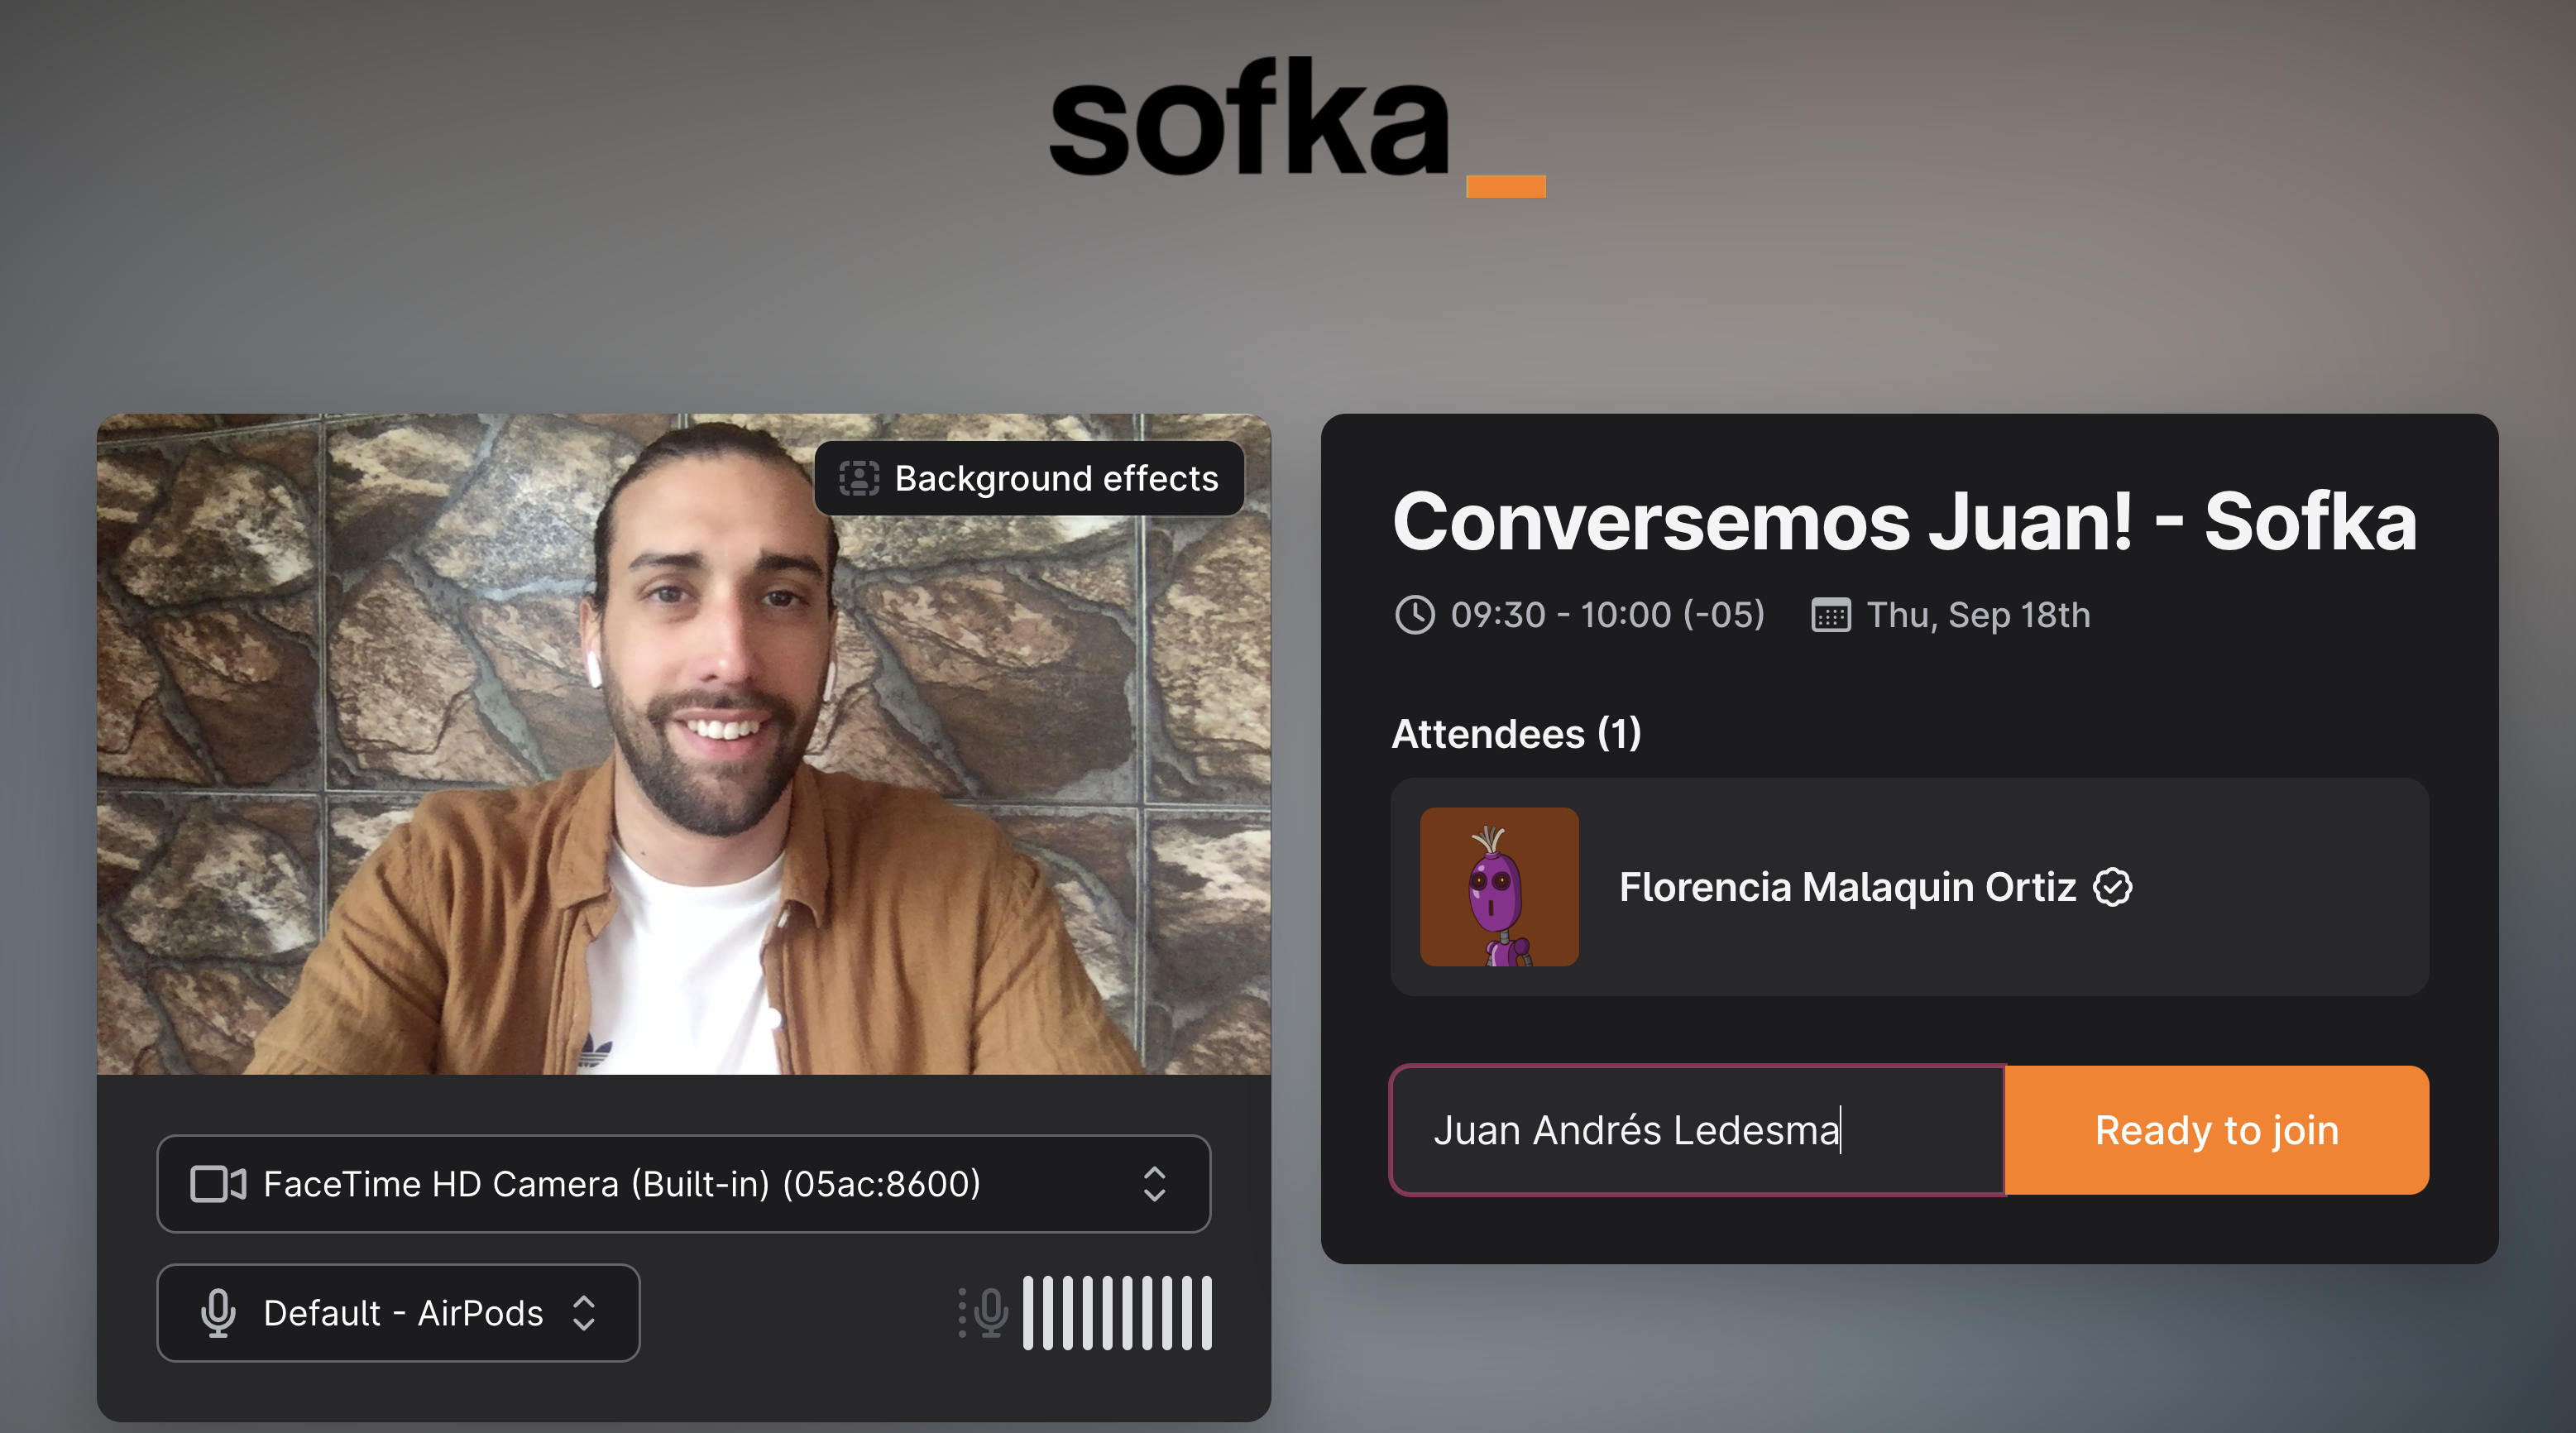 sofka_
Background effects
FaceTime HD Camera (Built-in) (05ac:8600)
Default - AirPods
Conversemos Juan! - Sofka
09:30 - 10:00 (-05) Thu, Sep 18th
Attendees (1)
Florencia Malaquin Ortiz
Juan Andrés Ledesma
Ready to join